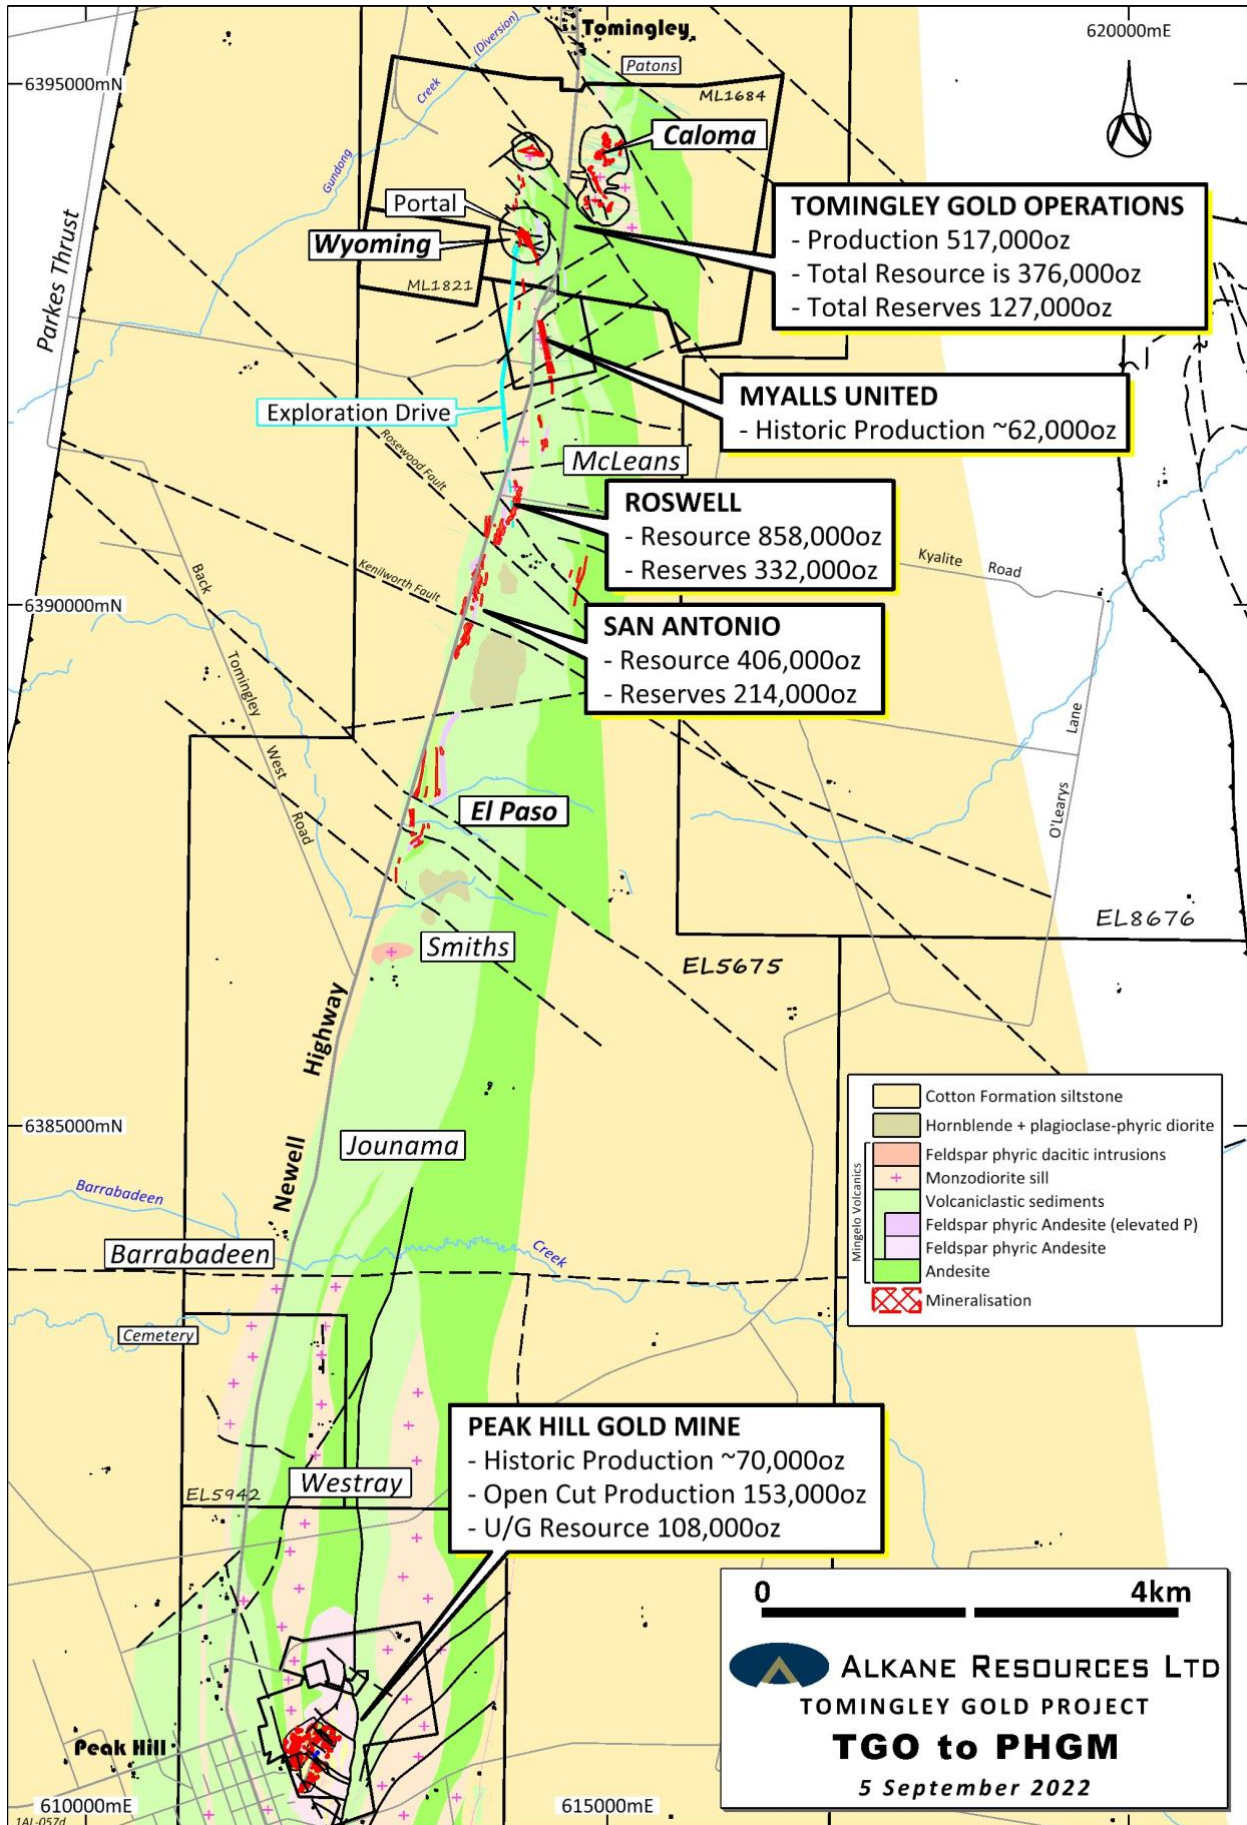 Tomingley
620000mE
Creek (Diversion)
Patons
6395000mN
ML1684
Caloma
Gundong
Portal
Wyoming
TOMINGLEY GOLD OPERATIONS
- Production 517,000oz
- Total Resource is 376,000oz
- Total Reserves 127,000oz
Parkes Thrust
ML1821
MYALLS UNITED
- Historic Production ~62,000oz
Exploration Drive
Rosewood Fault
McLeans
ROSWELL
- Resource 858,000oz
- Reserves 332,000oz
Kyalite Road
Back
Kenilworth Fault
6390000mN
SAN ANTONIO
- Resource 406,000oz
- Reserves 214,000oz
Tomingley
West
Road
Lane
O'Learys
El Paso
EL8676
Smiths
EL5675
Highway
Cotton Formation siltstone
Hornblende + plagioclase-phyric diorite
Mingelo Volcanics
Feldspar phyric dacitic intrusions
Monzodiorite sill
Volcaniclastic sediments
Feldspar phyric Andesite (elevated P)
Feldspar phyric Andesite
Andesite
Mineralisation
6385000mN
Jounama
Newell
Barrabadeen
Barrabadeen
Creek
Cemetery
PEAK HILL GOLD MINE
- Historic Production ~70,000oz
- Open Cut Production 153,000oz
- U/G Resource 108,000oz
Westray
EL5942
0 4km
ALKANE RESOURCES LTD
TOMINGLEY GOLD PROJECT
TGO to PHGM
5 September 2022
Peak Hill
610000mE
615000mE
1AL-057d